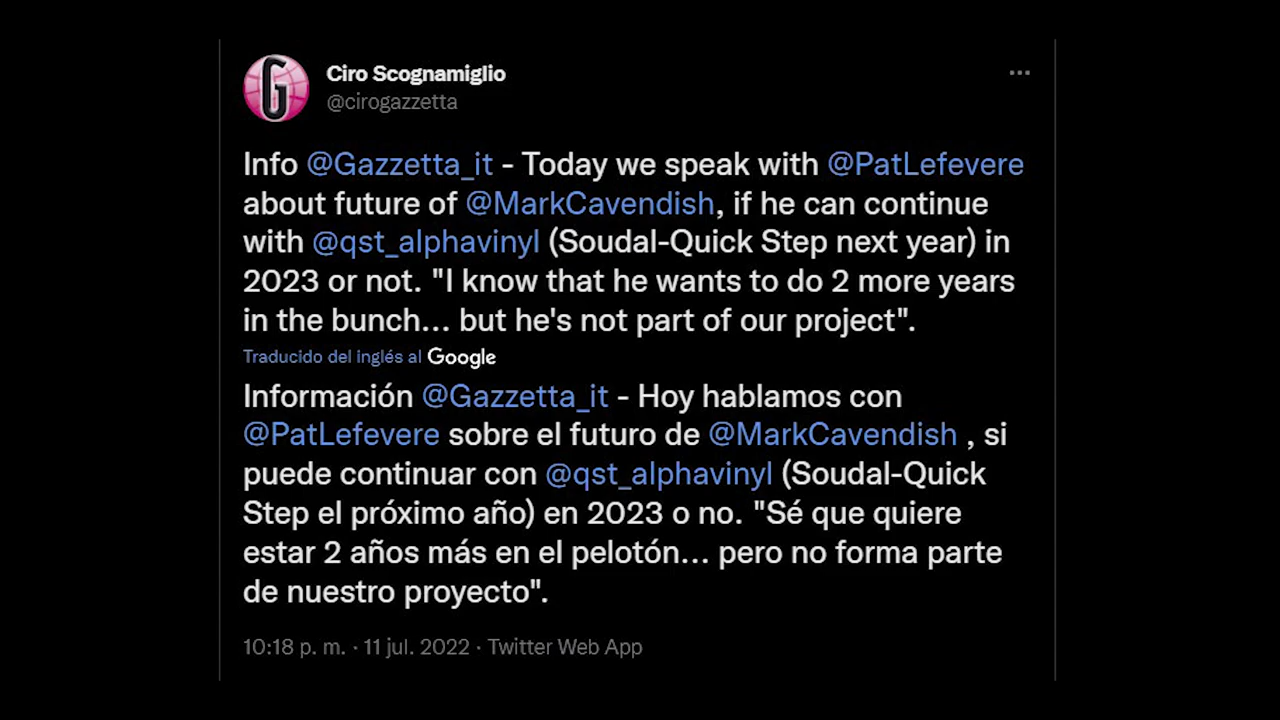 G
Ciro Scognamiglio
...
@cirogazzetta
Info @Gazzetta_it - Today we speak with @PatLefevere
about future of @MarkCavendish, if he can continue
with @qst_alphavinyl (Soudal-Quick Step next year) in
2023 or not. "I know that he wants to do 2 more years
in the bunch... but he's not part of our project".
Traducido del inglés al Google
Información @Gazzetta_it - Hoy hablamos con
@PatLefevere sobre el futuro de @MarkCavendish , si
puede continuar con @qst_alphavinyl (Soudal-Quick
Step el próximo año) en 2023 o no. "Sé que quiere
estar 2 años más en el pelotón... pero no forma parte
de nuestro proyecto".
10:18 p. m. · 11 jul. 2022 · Twitter Web App